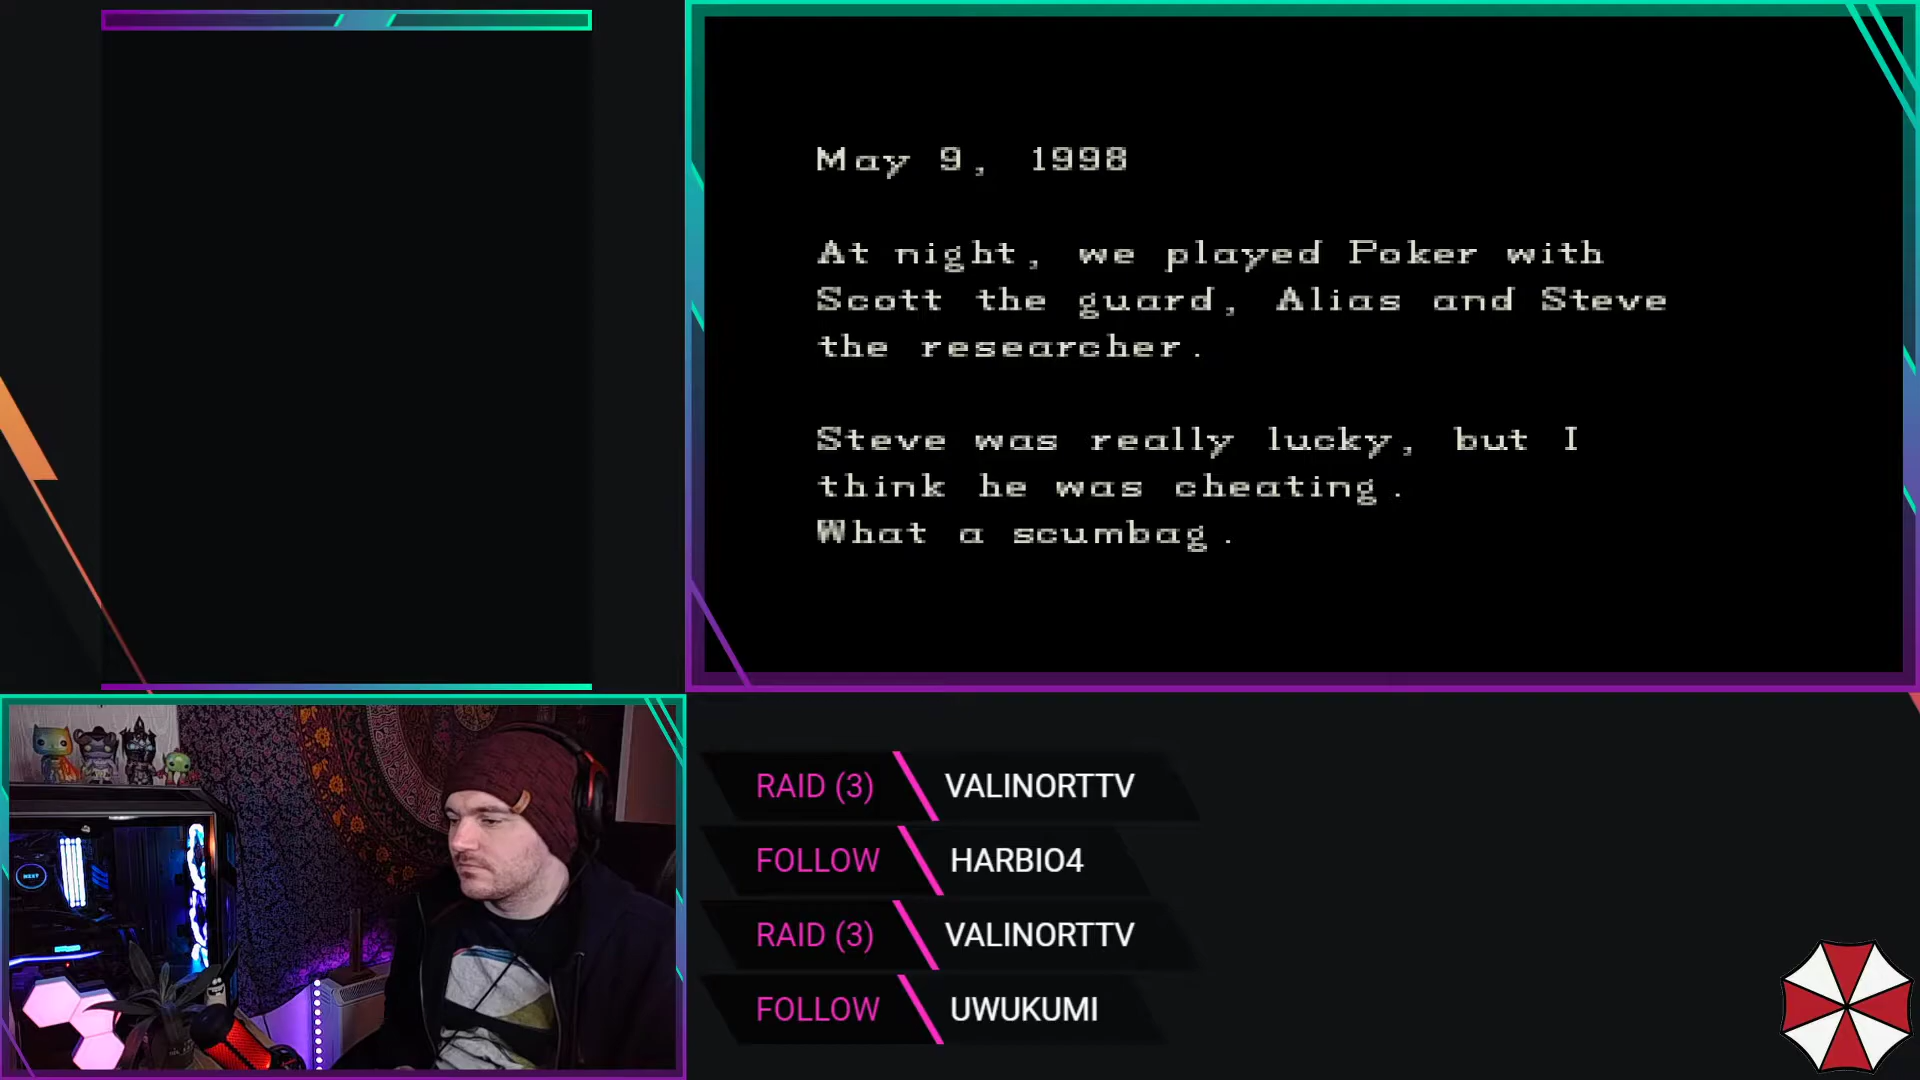 May 9, 1998
At night, we played Poker with
Scott the guard, Alias and Steve
the researcher.
Steve was really lucky, but I
think he was cheating.
What a scumbag.
RAID (3) VALINORTTV
FOLLOW HARBIO4
RAID (3) VALINORTTV
FOLLOW UWUKUMI